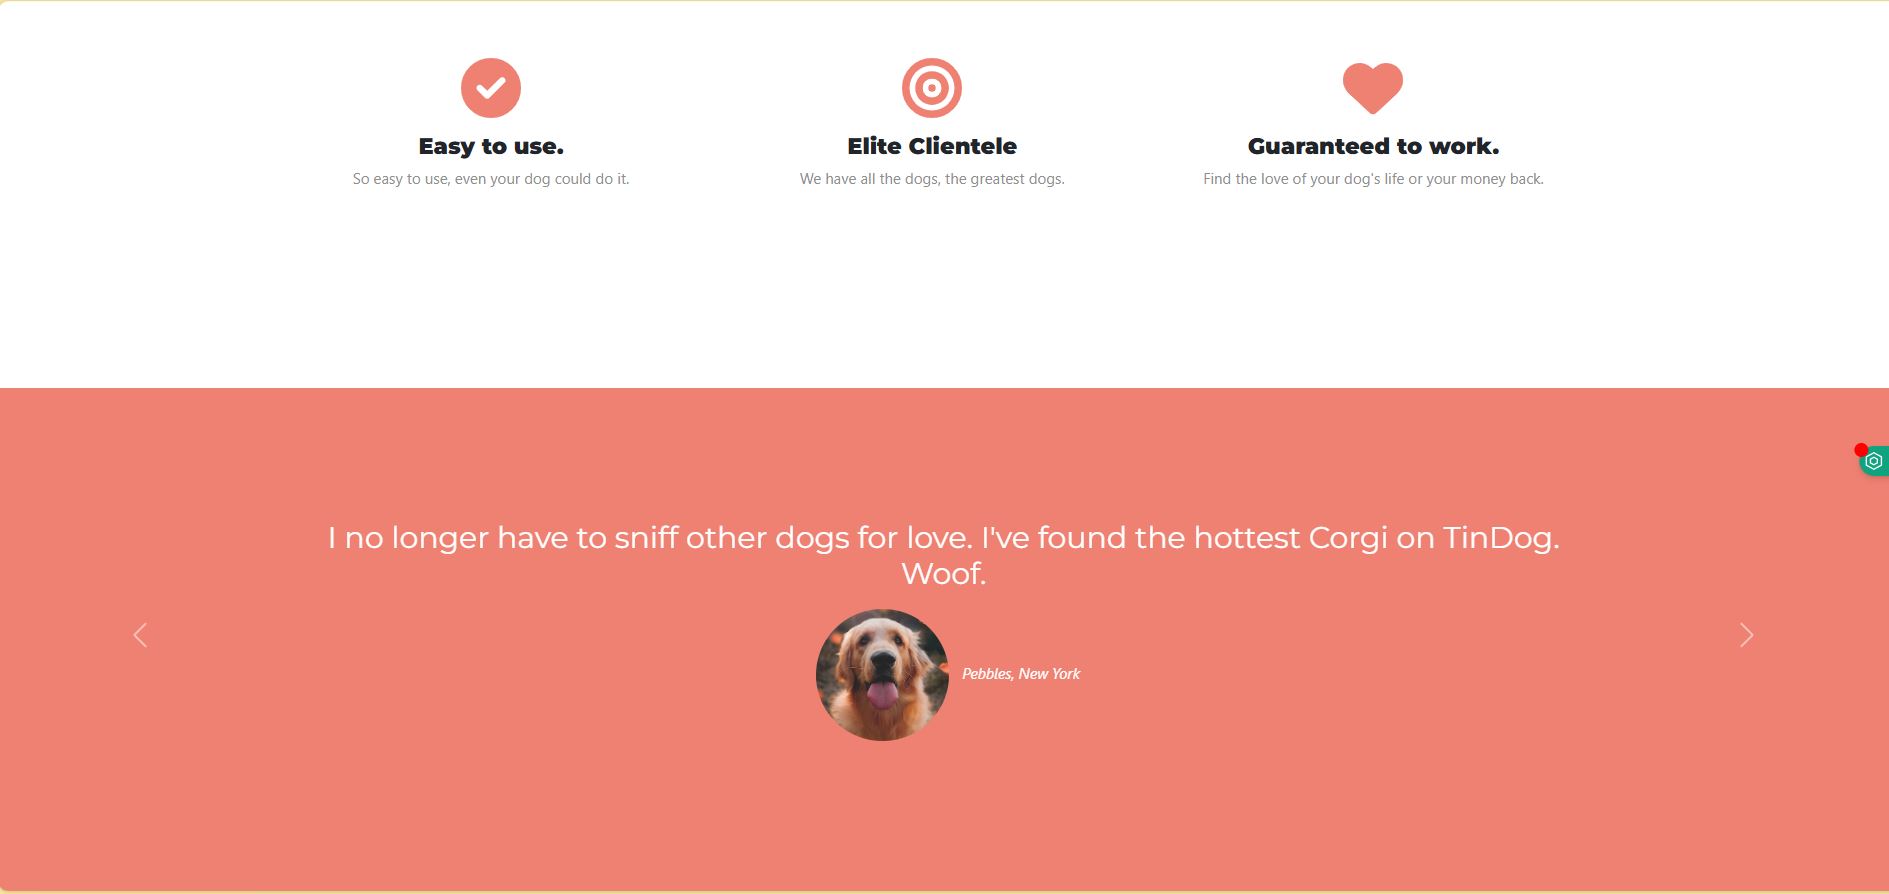 Easy to use.
So easy to use, even your dog could do it.
Elite Clientele
We have all the dogs, the greatest dogs.
Guaranteed to work.
Find the love of your dog's life or your money back.
I no longer have to sniff other dogs for love. I've found the hottest Corgi on TinDog.
Woof.
Pebbles, New York